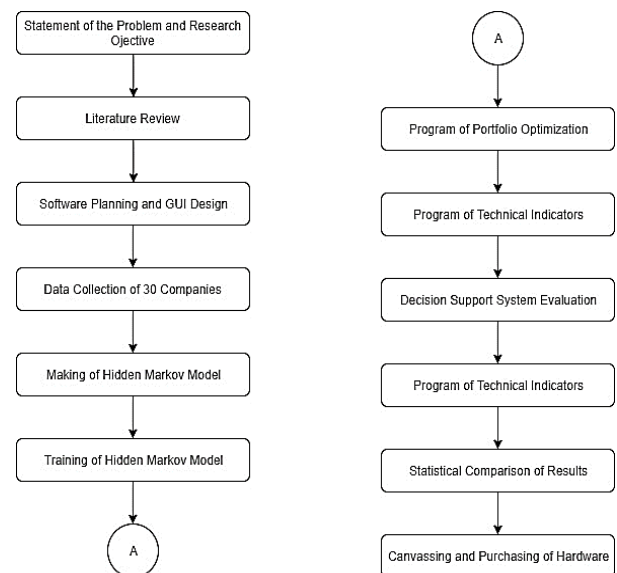 Statement of the Problem and Research
Ojective
Literature Review
Software Planning and GUI Design
Data Collection of 30 Companies
Making of Hidden Markov Model
Training of Hidden Markov Model
A
A
Program of Portfolio Optimization
Program of Technical Indicators
Decision Support System Evaluation
Program of Technical Indicators
Statistical Comparison of Results
Canvassing and Purchasing of Hardware